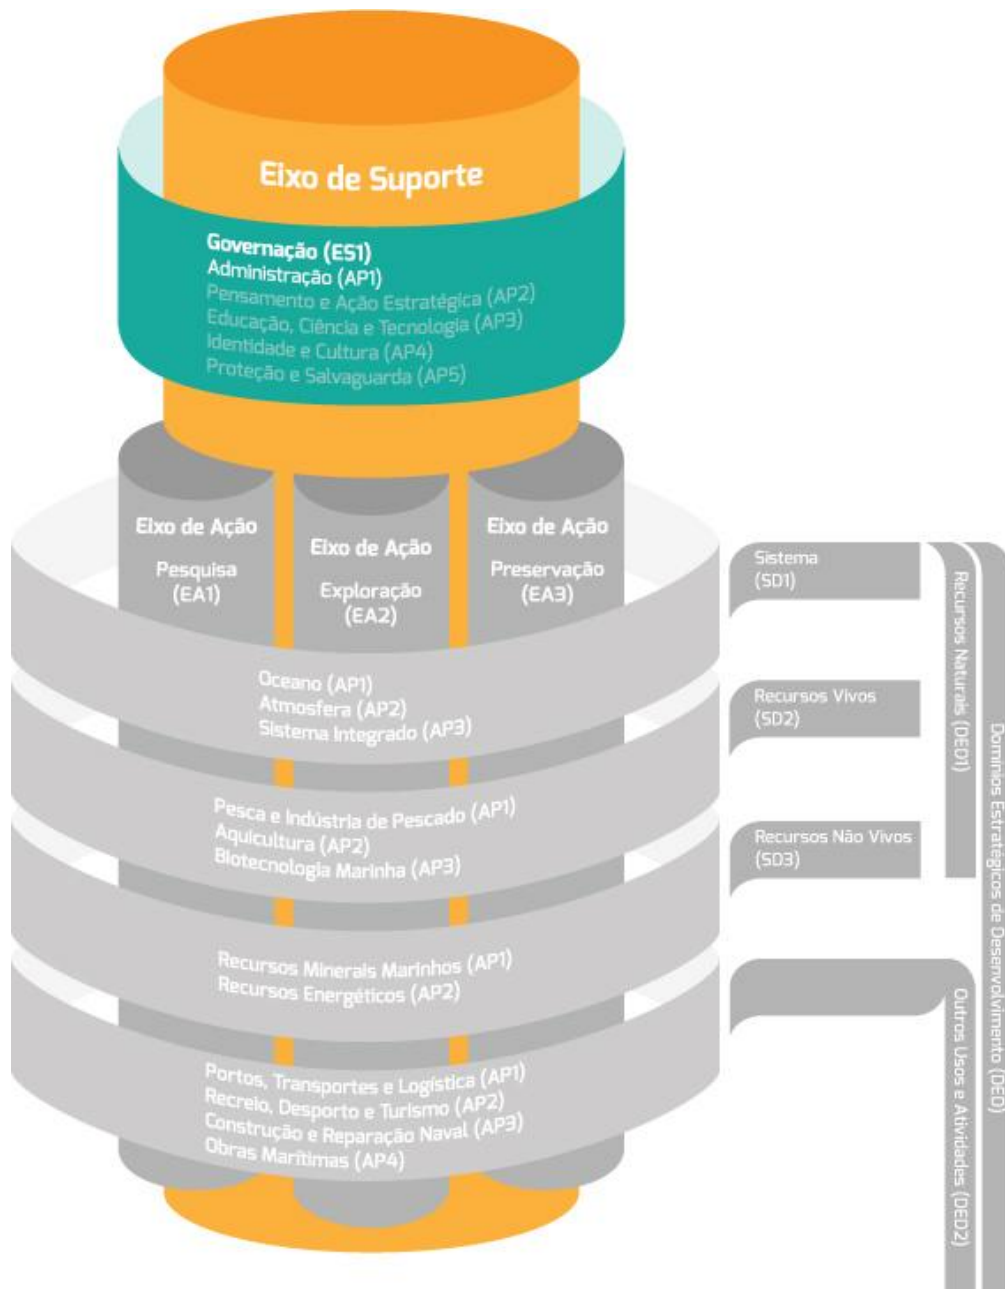 Eixo de Suporte
Governação (ES1)
Administração (AP1)
Pensamento e Ação Estratégica (AP2)
Educação, Ciência e Tecnologia (AP3)
Identidade e Cultura (AP4)
Proteção e Salvaguarda (AP5)
Eixo de Ação
Pesquisa
(EA1)
Eixo de Ação
Exploração
(EA2)
Eixo de Ação
Preservação
(EA3)
Oceano (AP1)
Atmosfera (AP2)
Sistema Integrado (AP3)
Pesca e Indústria de Pescado (AP1)
Aquicultura (AP2)
Biotecnologia Marinha (AP3)
Recursos Minerais Marinhos (AP1)
Recursos Energéticos (AP2)
Portos, Transportes e Logística (AP1)
Recreio, Desporto e Turismo (AP2)
Construção e Reparação Naval (AP3)
Obras Marítimas (AP4)
Sistema
(SD1)
Recursos Vivos
(SD2)
Recursos Não Vivos
(SD3)
Recursos Naturais (DED1)
Outros Usos e Atividades (DED2)
Domínios Estratégicos de Desenvolvimento (DED)